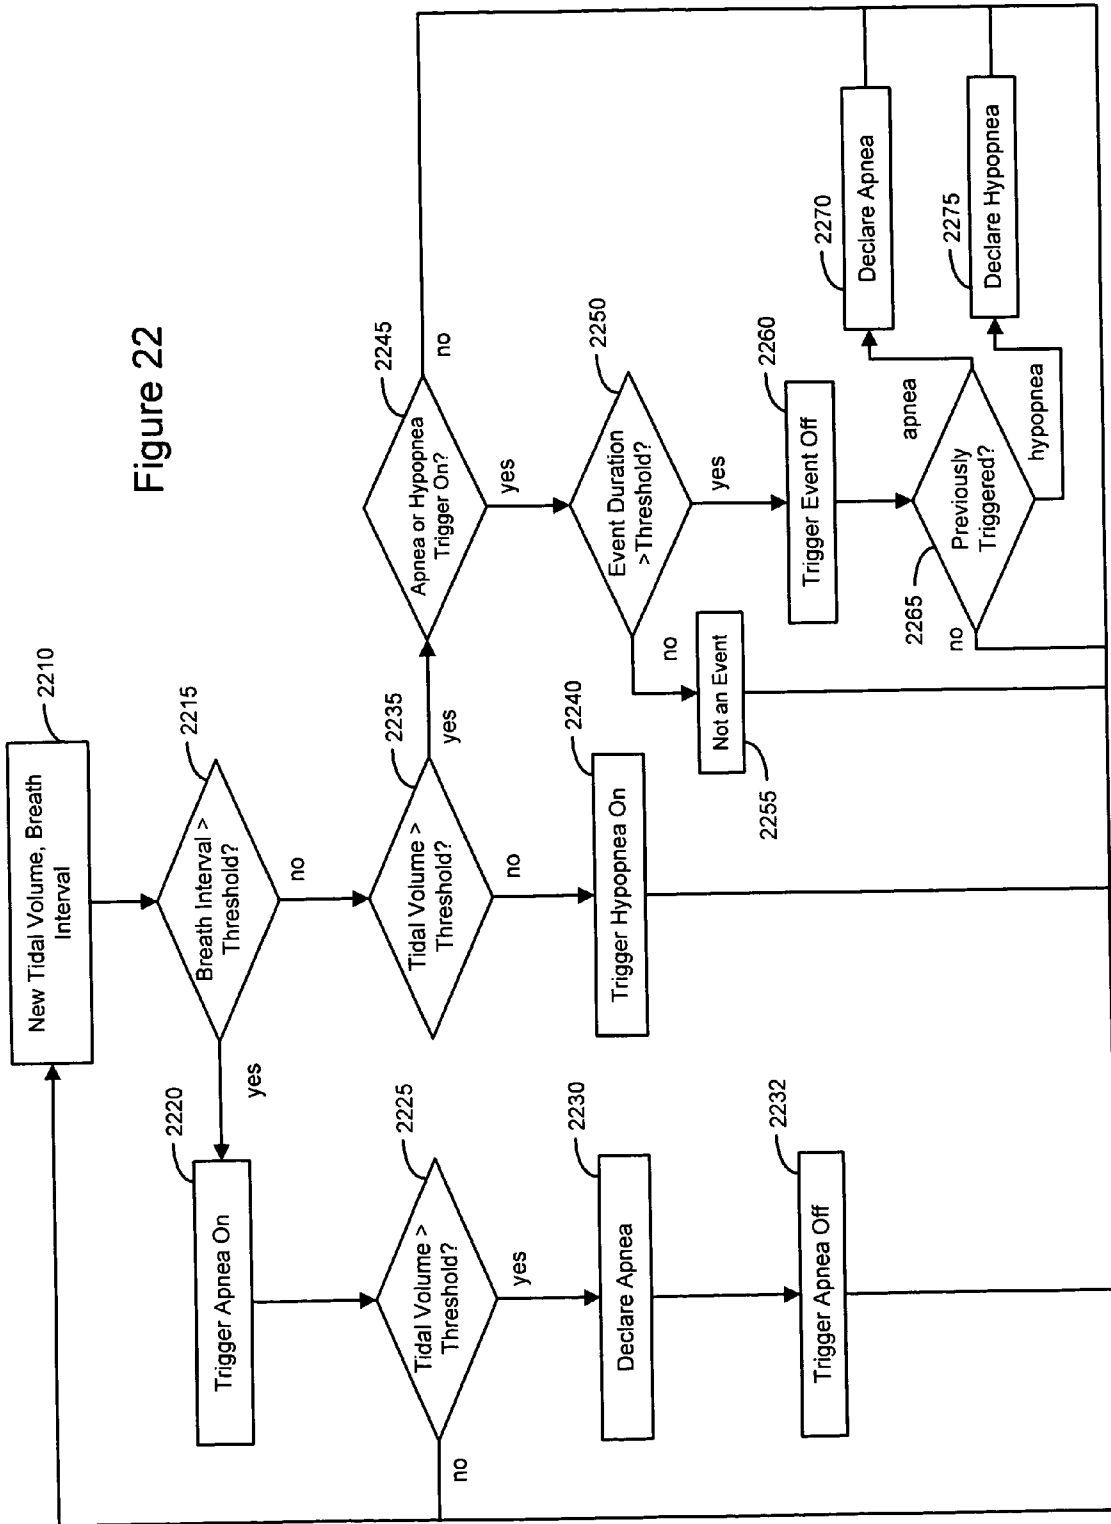 Figure 22
New Tidal Volume, Breath
Interval
2210
Breath Interval >
Threshold?
2215
yes
no
Trigger Apnea On
2220
Tidal Volume >
Threshold?
2225
no
yes
Declare Apnea
2230
Trigger Apnea Off
2232
Tidal Volume >
Threshold?
2235
yes
no
Trigger Hypopnea On
2240
Apnea or Hypopnea
Trigger On?
2245
no
yes
Event Duration
>Threshold?
2250
no
yes
Not an Event
2255
Trigger Event Off
2260
Previously
Triggered?
2265
no
apnea
hypopnea
Declare Apnea
2270
Declare Hypopnea
2275